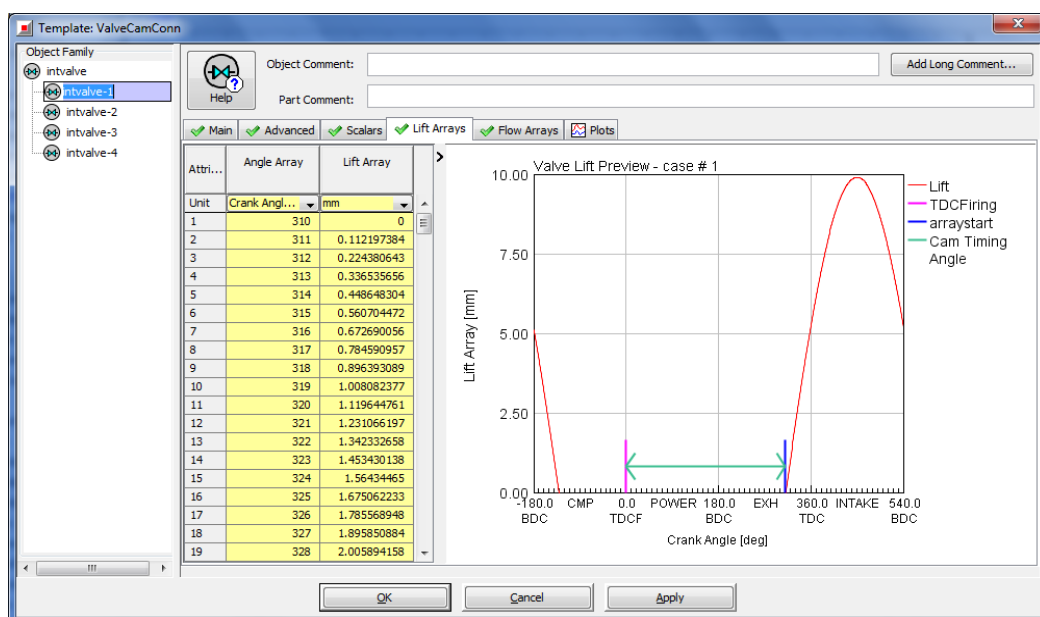 Template: ValveCamConn
Object Family
intvalve
intvalve-1
intvalve-2
intvalve-3
intvalve-4
Help
Object Comment:
Add Long Comment...
Part Comment:
Main Advanced Scalars Lift Arrays Flow Arrays Plots
Attri... Angle Array Lift Array
Unit Crank Angl... mm
1 310 0
2 311 0.112197384
3 312 0.224380643
4 313 0.336535656
5 314 0.448648304
6 315 0.560704472
7 316 0.672690056
8 317 0.784590957
9 318 0.896393089
10 319 1.008082377
11 320 1.119644761
12 321 1.231066197
13 322 1.342332658
14 323 1.453430138
15 324 1.56434465
16 325 1.675062233
17 326 1.785568948
18 327 1.895850884
19 328 2.005894158
Valve Lift Preview - case # 1
10.00
7.50
5.00
2.50
0.00
Lift Array [mm]
-180.0 CMP 0.0 POWER 180.0 EXH 360.0 INTAKE 540.0
BDC TDCF BDC TDC BDC
Crank Angle [deg]
Lift
TDCFiring
arraystart
Cam Timing
Angle
OK Cancel Apply